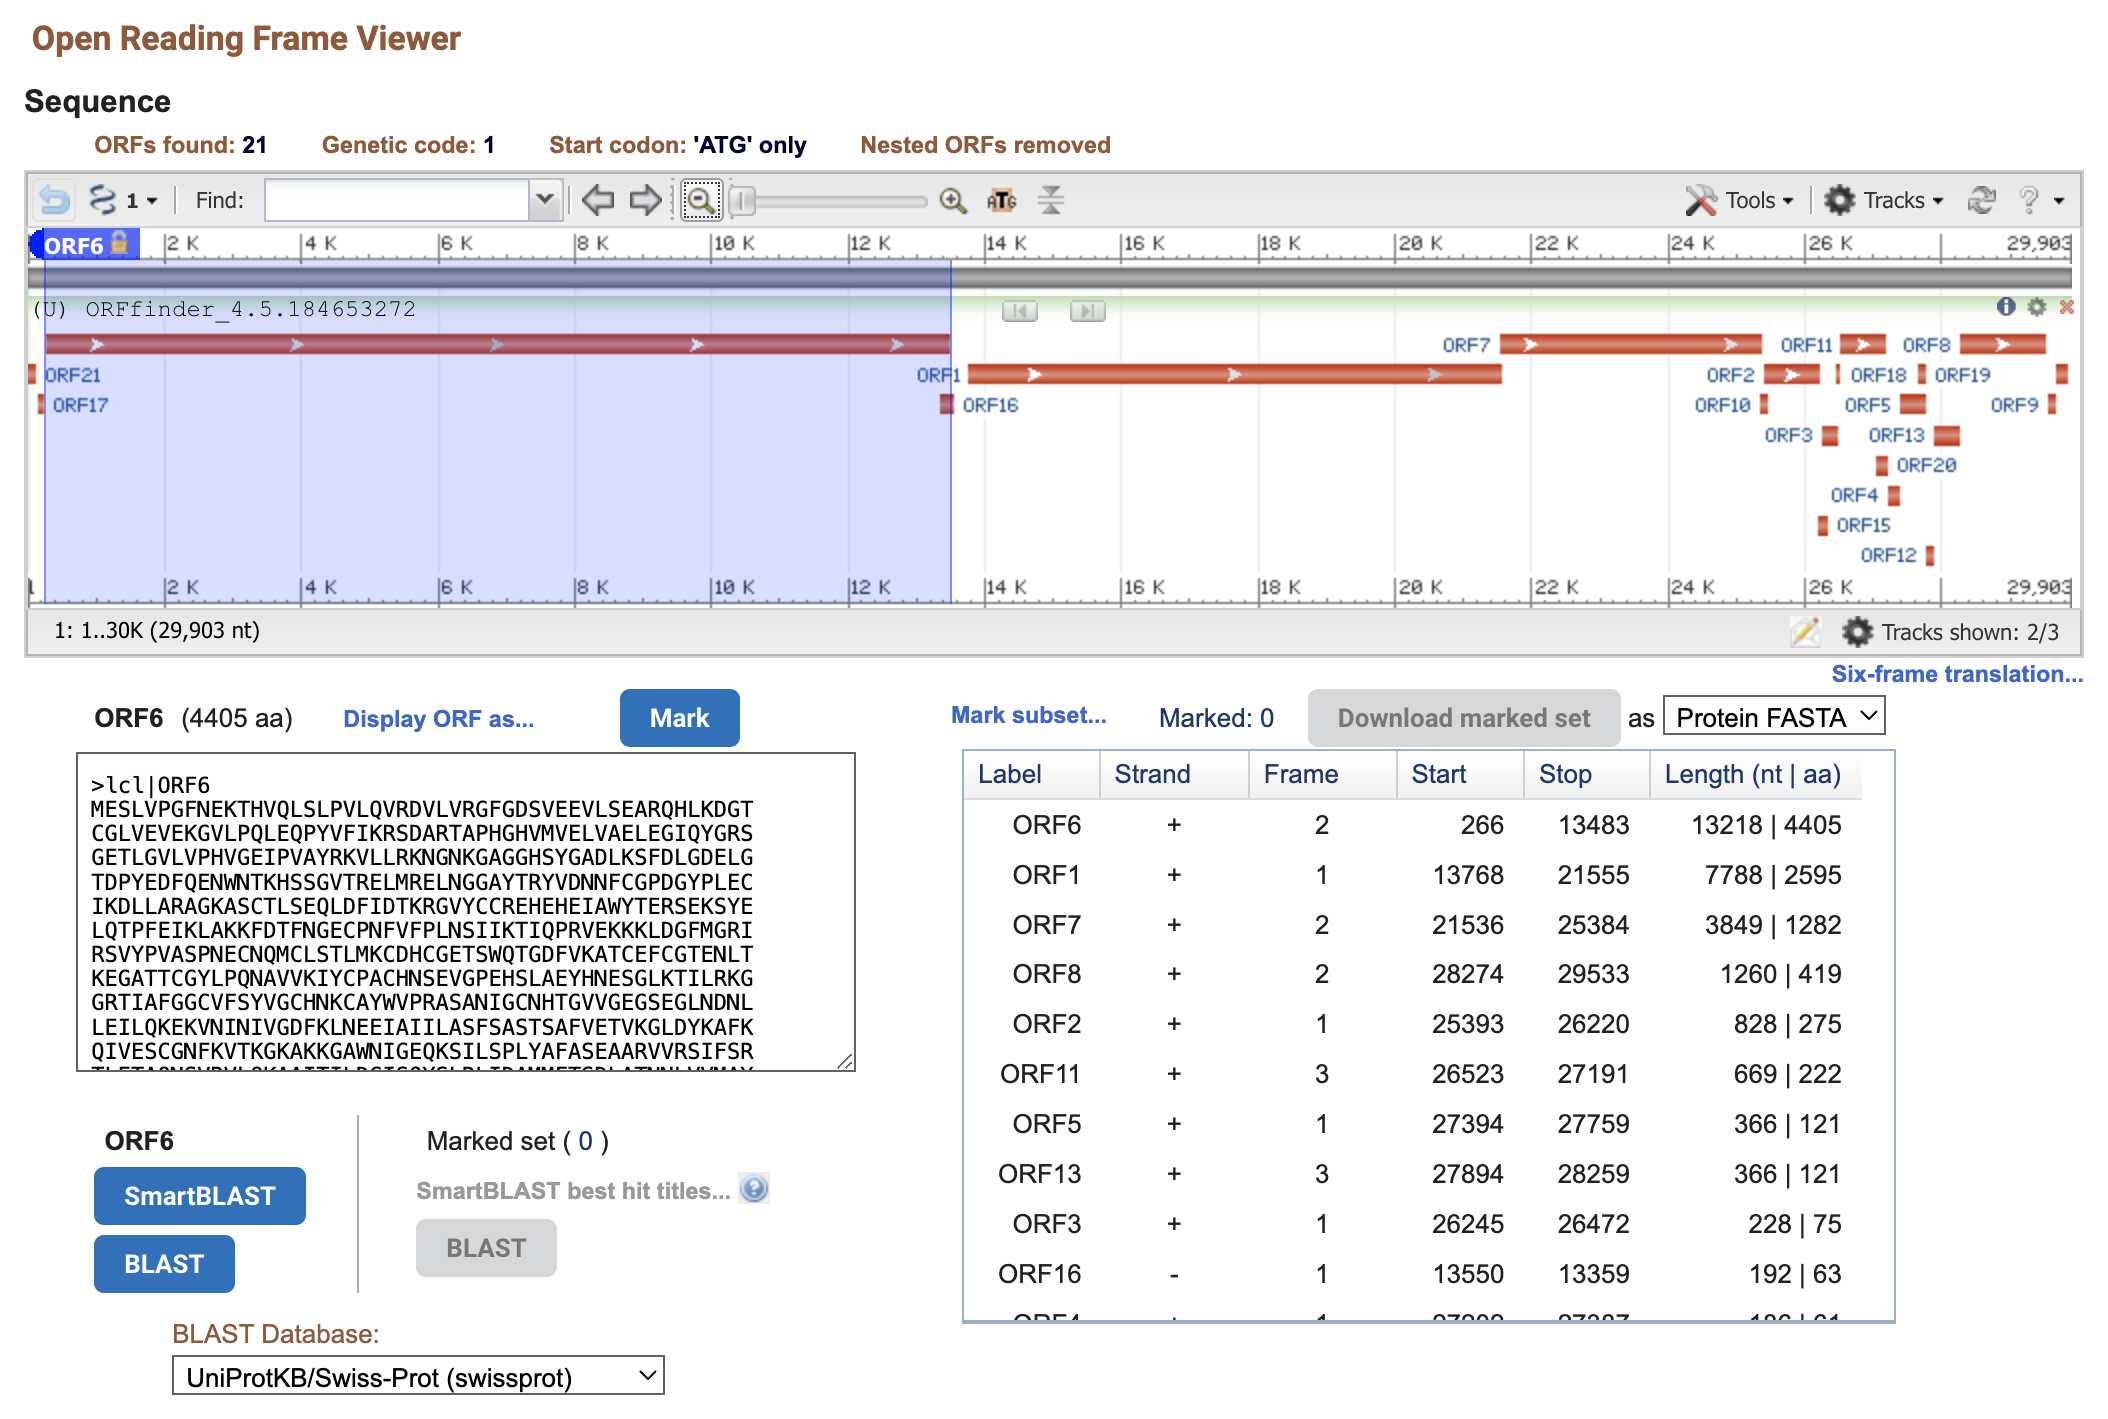 Open Reading Frame Viewer
Sequence
ORFs found: 21 Genetic code: 1 Start codon: 'ATG' only Nested ORFs removed
1 Find: ATG Tools Tracks ?
ORF6 2 K 4 K 6 K 8 K 10 K 12 K 14 K 16 K 18 K 20 K 22 K 24 K 26 K 29,903
(U) ORFfinder_4.5.184653272
ORF7 ORF11 ORF8
ORF21 ORF1 ORF2 ORF18 ORF19
ORF17 ORF16 ORF10 ORF5 ORF9
ORF3 ORF13
ORF20
ORF4
ORF15
ORF12
1 2 K 4 K 6 K 8 K 10 K 12 K 14 K 16 K 18 K 20 K 22 K 24 K 26 K 29,903
1: 1..30K (29,903 nt) Tracks shown: 2/3
Six-frame translation...
ORF6 (4405 aa) Display ORF as... Mark
>lcl|ORF6
MESLVPGFNEKTHVQLSLPVLQVRDVLVRGFGDSVEEVLSEARQHLKDGT
CGLVEVEKGVLPQLEQPYVFIKRSDARTAPHGHVMVELVAELEGIQYGRS
GETLGVLVPHVGEIPVAYRKVLLRKNGNKGAGGHSYGADLKSFDLGDELG
TDPYEDFQENWNTKHSSGVTRELMRELNGGAYTRYVDNNFCGPDGYPLEC
IKDLLARAGKASCTLSEQLDFIDTKRGVYCCREHEHEIAWYTERSEKSYE
LQTPFEIKLAKKFDTFNGECPNFVFPLNSIIKTIQPRVEKKKLDGFMGRI
RSVYPVASPNECNQMCLSTLMKCDHCGETSWQTGDFVKATCEFCGTENLT
KEGATTCGYLPQNAVVKIYCPACHNSEVGPEHSLAEYHNESGLKTILRKG
GRTIAFGGCVFSYVGCHNKCAYWVPRASANIGCNHTGVVGEGSEGLNDNL
LEILQKEKVNINIVGDFKLNEEIAIILASFSASTSAFVETVKGLDYKAFK
QIVESCGNFKVTKGKAKKGAWNIGEQKSILSPLYAFASEAARVVRSIFSR
ORF6
SmartBLAST
BLAST
Marked set ( 0 )
SmartBLAST best hit titles... ?
BLAST
BLAST Database:
UniProtKB/Swiss-Prot (swissprot)
Mark subset... Marked: 0 Download marked set as Protein FASTA
Label Strand Frame Start Stop Length (nt | aa)
ORF6 + 2 266 13483 13218 | 4405
ORF1 + 1 13768 21555 7788 | 2595
ORF7 + 2 21536 25384 3849 | 1282
ORF8 + 2 28274 29533 1260 | 419
ORF2 + 1 25393 26220 828 | 275
ORF11 + 3 26523 27191 669 | 222
ORF5 + 1 27394 27759 366 | 121
ORF13 + 3 27894 28259 366 | 121
ORF3 + 1 26245 26472 228 | 75
ORF16 - 1 13550 13359 192 | 63